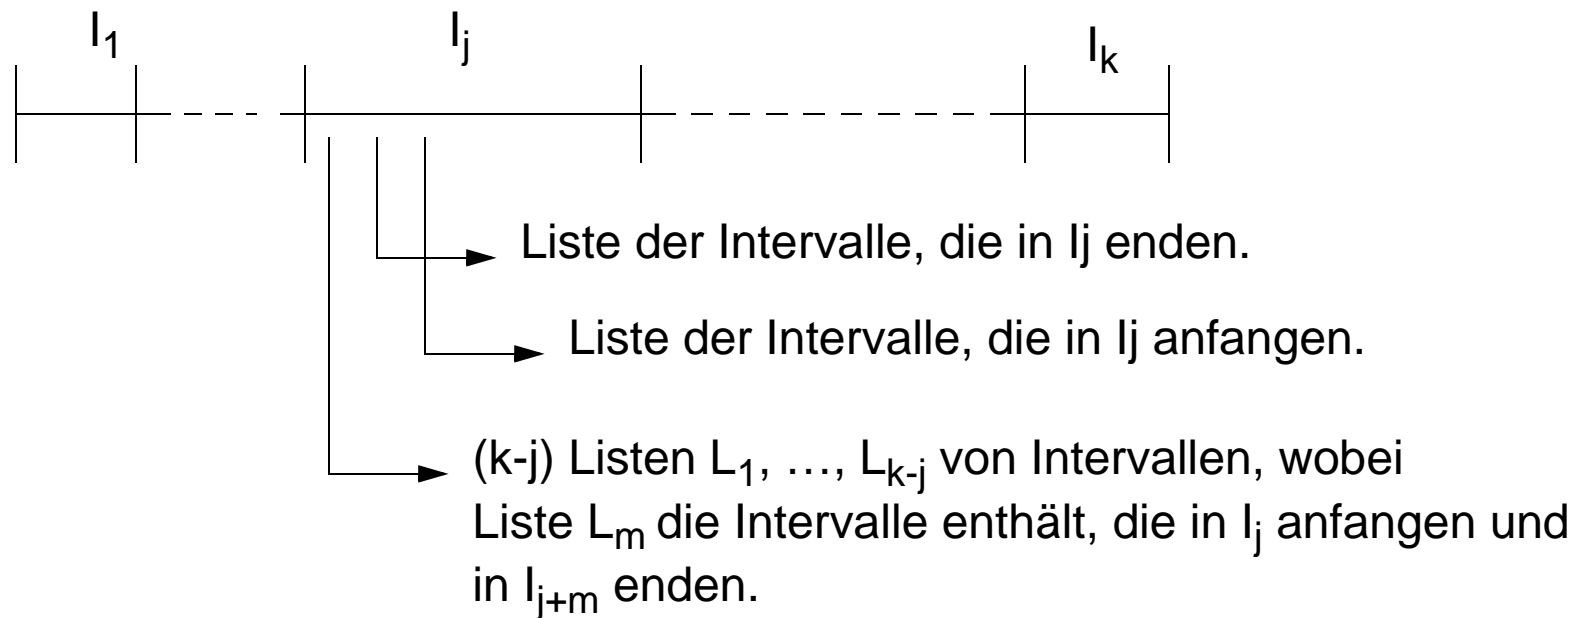 I1 Ij Ik
Liste der Intervalle, die in Ij enden.
Liste der Intervalle, die in Ij anfangen.
(k-j) Listen L1, …, Lk-j von Intervallen, wobei
Liste Lm die Intervalle enthält, die in Ij anfangen und
in Ij+m enden.